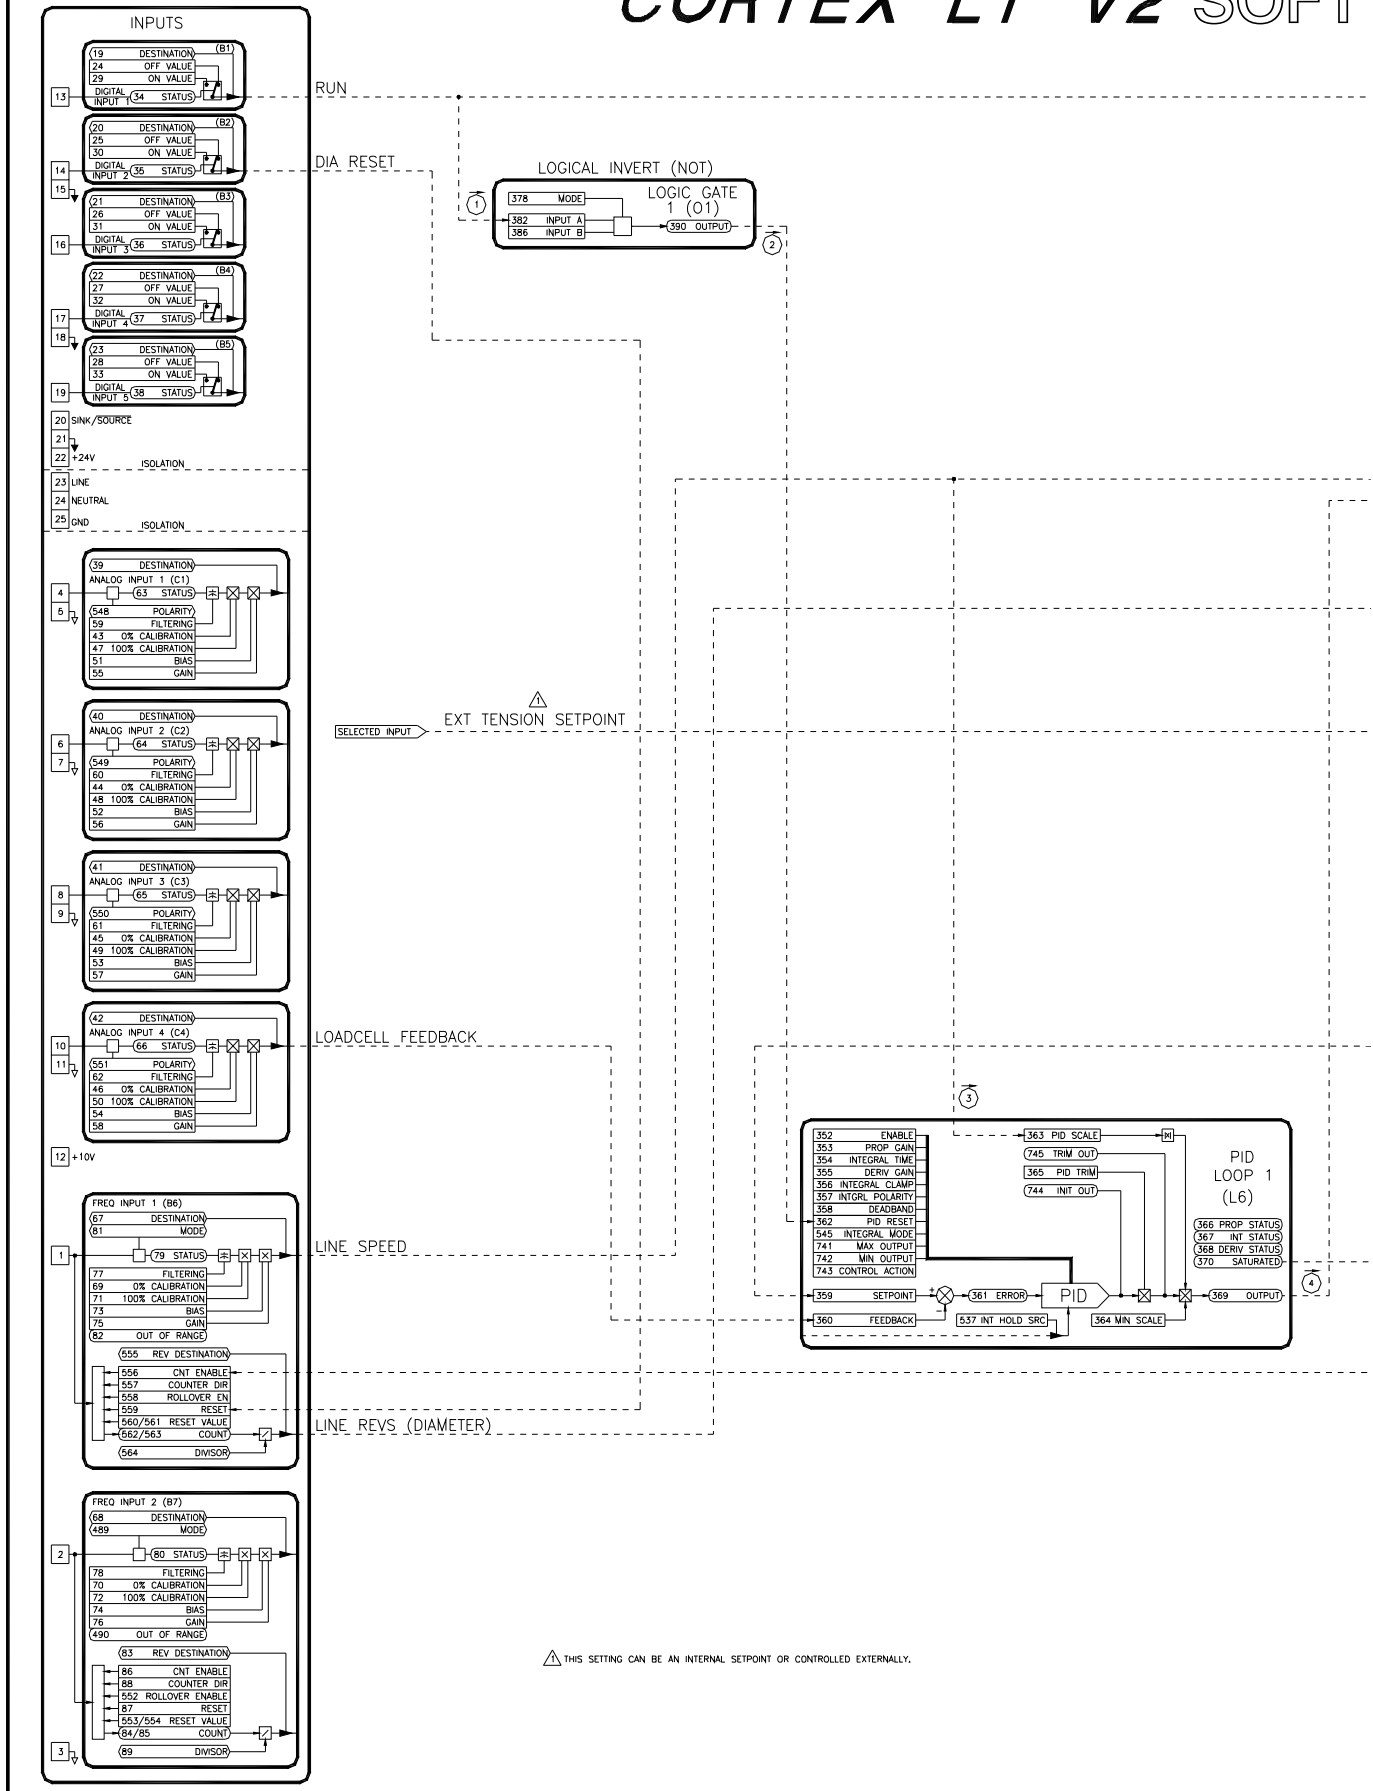 CORTEX LT V2 SOFT
INPUTS
(B1)
19 DESTINATION
24 OFF VALUE
29 ON VALUE
13
DIGITAL INPUT 1
34 STATUS
RUN
(B2)
20 DESTINATION
25 OFF VALUE
30 ON VALUE
14
DIGITAL INPUT 2
35 STATUS
DIA RESET
15
(B3)
21 DESTINATION
26 OFF VALUE
31 ON VALUE
16
DIGITAL INPUT 3
36 STATUS
(B4)
22 DESTINATION
27 OFF VALUE
32 ON VALUE
17
DIGITAL INPUT 4
37 STATUS
18
(B5)
23 DESTINATION
28 OFF VALUE
33 ON VALUE
19
DIGITAL INPUT 5
38 STATUS
20 SINK/SOURCE
21
22 +24V
ISOLATION
23 LINE
24 NEUTRAL
25 GND
ISOLATION
LOGICAL INVERT (NOT)
LOGIC GATE
1 (O1)
1
378 MODE
382 INPUT A
386 INPUT B
390 OUTPUT
2
39 DESTINATION
ANALOG INPUT 1 (C1)
4
63 STATUS
5
548 POLARITY
59 FILTERING
43 0% CALIBRATION
47 100% CALIBRATION
51 BIAS
55 GAIN
40 DESTINATION
ANALOG INPUT 2 (C2)
6
64 STATUS
7
549 POLARITY
60 FILTERING
44 0% CALIBRATION
48 100% CALIBRATION
52 BIAS
56 GAIN
1
EXT TENSION SETPOINT
SELECTED INPUT
41 DESTINATION
ANALOG INPUT 3 (C3)
8
65 STATUS
9
550 POLARITY
61 FILTERING
45 0% CALIBRATION
49 100% CALIBRATION
53 BIAS
57 GAIN
42 DESTINATION
ANALOG INPUT 4 (C4)
10
66 STATUS
11
551 POLARITY
62 FILTERING
46 0% CALIBRATION
50 100% CALIBRATION
54 BIAS
58 GAIN
LOADCELL FEEDBACK
12 +10V
3
352 ENABLE
353 PROP GAIN
354 INTEGRAL TIME
355 DERIV GAIN
356 INTEGRAL CLAMP
357 INTGRL POLARITY
358 DEADBAND
362 PID RESET
545 INTEGRAL MODE
741 MAX OUTPUT
742 MIN OUTPUT
743 CONTROL ACTION
359 SETPOINT
360 FEEDBACK
361 ERROR
537 INT HOLD SRC
PID
363 PID SCALE
745 TRIM OUT
365 PID TRIM
744 INIT OUT
364 MIN SCALE
PID
LOOP 1
(L6)
366 PROP STATUS
367 INT STATUS
368 DERIV STATUS
370 SATURATED
369 OUTPUT
4
FREQ INPUT 1 (B6)
67 DESTINATION
81 MODE
1
79 STATUS
77 FILTERING
69 0% CALIBRATION
71 100% CALIBRATION
73 BIAS
75 GAIN
82 OUT OF RANGE
555 REV DESTINATION
556 CNT ENABLE
557 COUNTER DIR
558 ROLLOVER EN
559 RESET
560/561 RESET VALUE
562/563 COUNT
564 DIVISOR
LINE SPEED
LINE REVS (DIAMETER)
FREQ INPUT 2 (B7)
68 DESTINATION
489 MODE
2
80 STATUS
78 FILTERING
70 0% CALIBRATION
72 100% CALIBRATION
74 BIAS
76 GAIN
490 OUT OF RANGE
83 REV DESTINATION
86 CNT ENABLE
88 COUNTER DIR
552 ROLLOVER ENABLE
87 RESET
553/554 RESET VALUE
84/85 COUNT
89 DIVISOR
3
1 THIS SETTING CAN BE AN INTERNAL SETPOINT OR CONTROLLED EXTERNALLY.